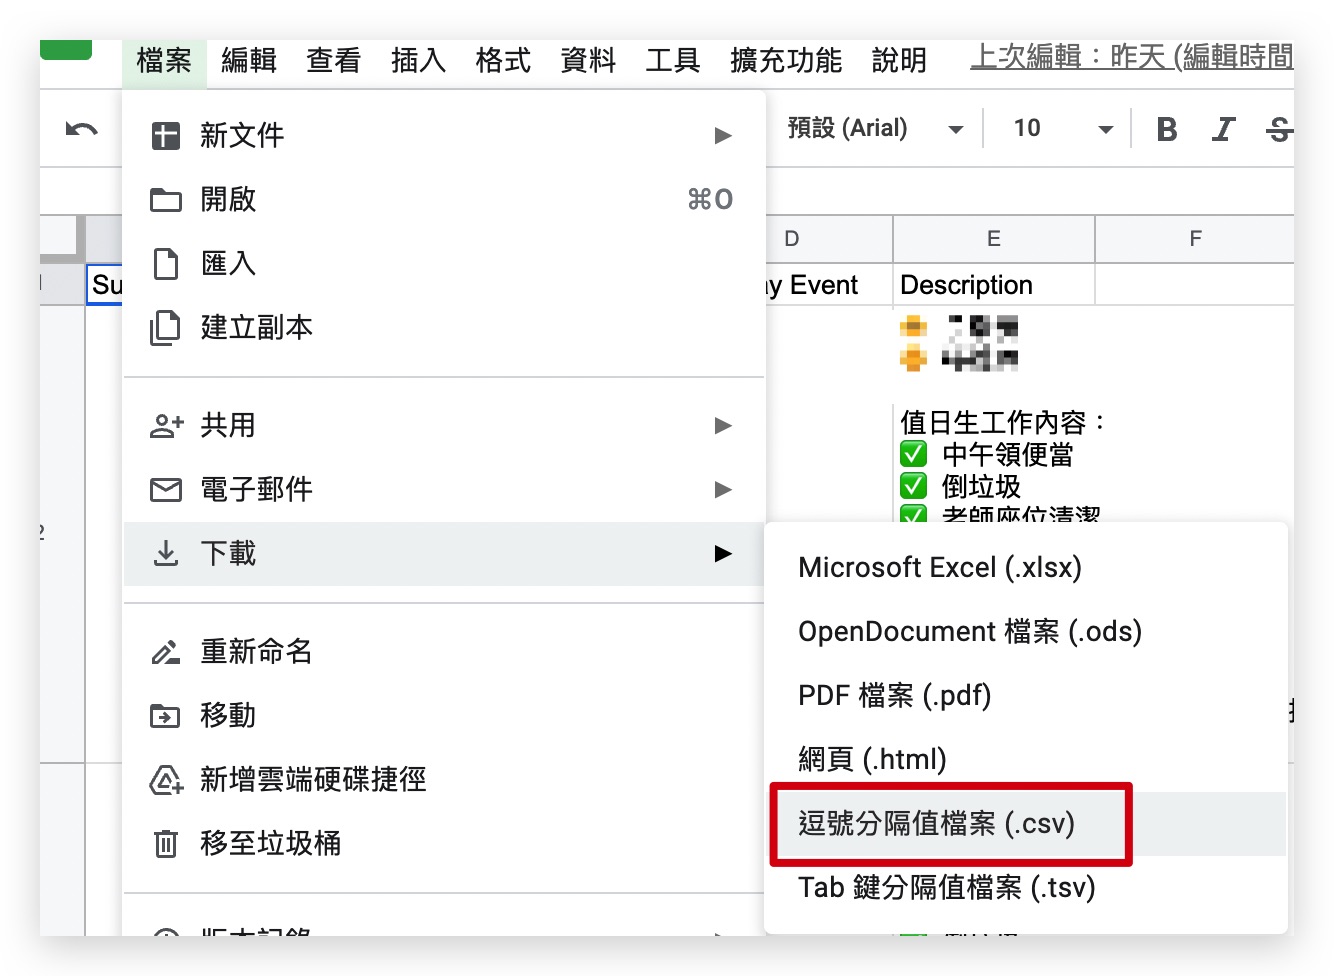 檔案 編輯 查看 插入 格式 資料 工具 擴充功能 說明 上次編輯：昨天 (編輯時間
預設 (Arial) 10 B I S
新文件
開啟 ⌘O
匯入
建立副本
共用
電子郵件
下載
重新命名
移動
新增雲端硬碟捷徑
移至垃圾桶
版本記錄
D E F
Su ay Event Description
值日生工作內容：
✅ 中午領便當
✅ 倒垃圾
✅ 老師座位清潔
2
Microsoft Excel (.xlsx)
OpenDocument 檔案 (.ods)
PDF 檔案 (.pdf)
網頁 (.html)
逗號分隔值檔案 (.csv)
Tab 鍵分隔值檔案 (.tsv)